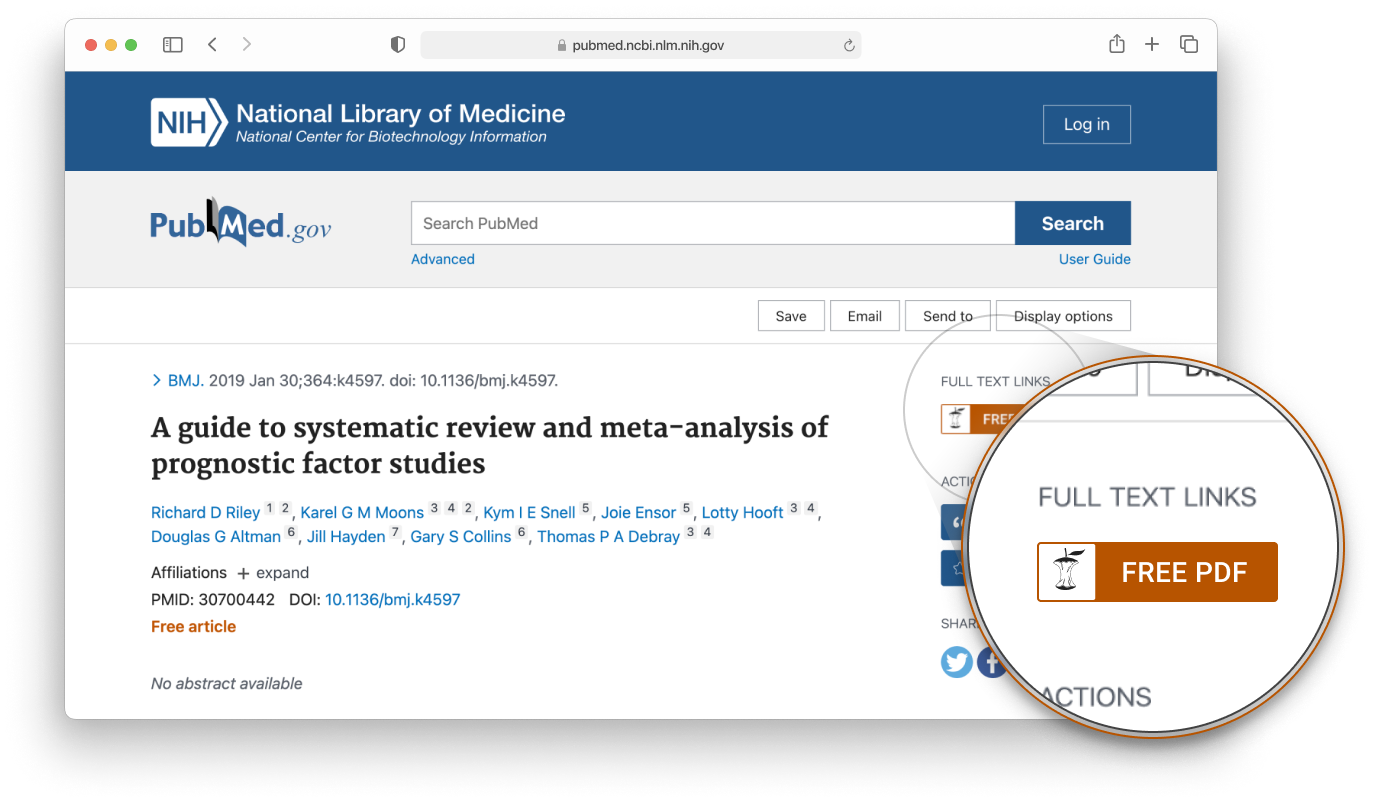 pubmed.ncbi.nlm.nih.gov
NIH National Library of Medicine
National Center for Biotechnology Information
Log in
PubMed.gov
Search PubMed
Search
Advanced
User Guide
Save
Email
Send to
Display options
BMJ. 2019 Jan 30;364:k4597. doi: 10.1136/bmj.k4597.
A guide to systematic review and meta-analysis of
prognostic factor studies
Richard D Riley 1 2, Karel G M Moons 3 4 2, Kym I E Snell 5, Joie Ensor 5, Lotty Hooft 3 4,
Douglas G Altman 6, Jill Hayden 7, Gary S Collins 6, Thomas P A Debray 3 4
Affiliations + expand
PMID: 30700442 DOI: 10.1136/bmj.k4597
Free article
No abstract available
FULL TEXT LINKS
FREE
FULL TEXT LINKS
FREE PDF
ACTIONS